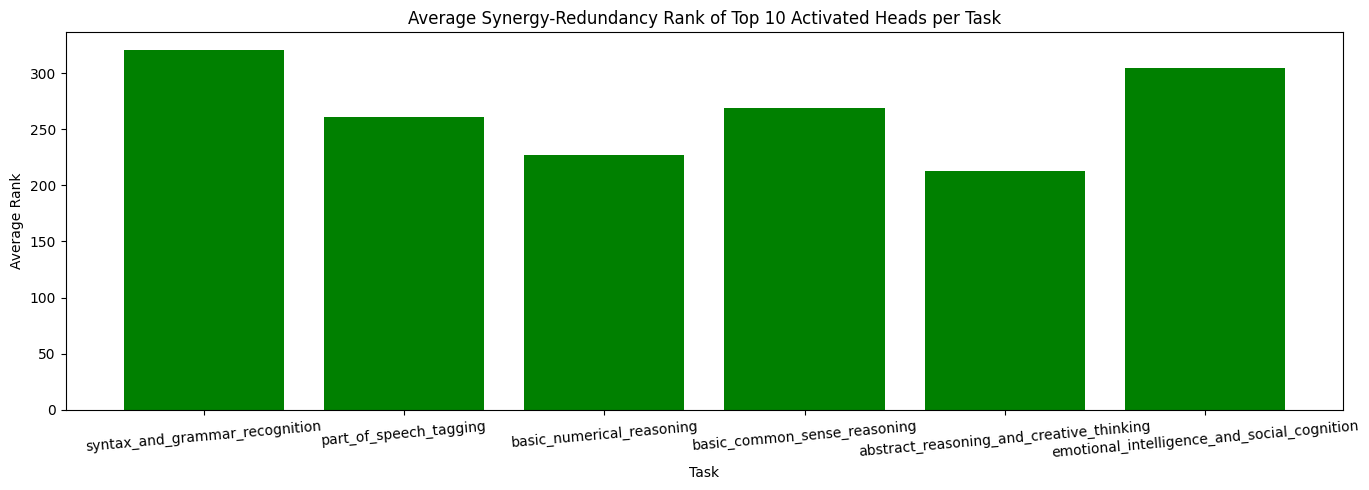 Average Synergy-Redundancy Rank of Top 10 Activated Heads per Task
Average Rank
300
250
200
150
100
50
0
syntax_and_grammar_recognition
part_of_speech_tagging
basic_numerical_reasoning
basic_common_sense_reasoning
abstract_reasoning_and_creative_thinking
emotional_intelligence_and_social_cognition
Task